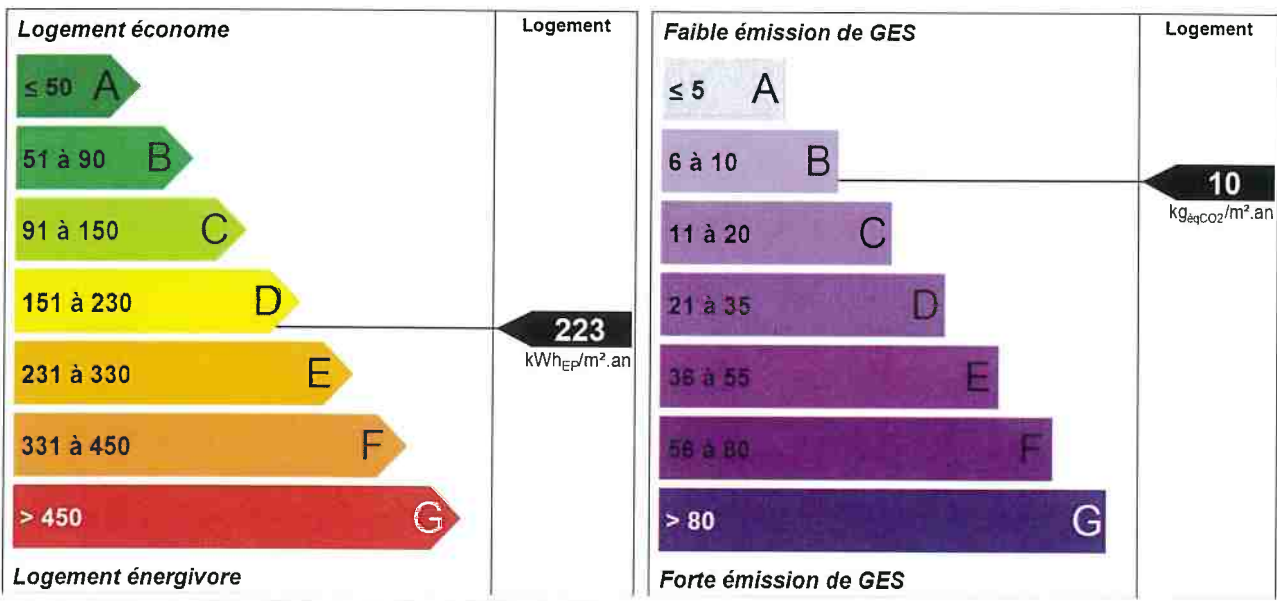 Logement économe
Logement
≤ 50 A
51 à 90 B
91 à 150 C
151 à 230 D
223
kWhEP/m².an
231 à 330 E
331 à 450 F
> 450 G
Logement énergivore
Faible émission de GES
Logement
≤ 5 A
6 à 10 B
10
kgéqCO2/m².an
11 à 20 C
21 à 35 D
36 à 55 E
56 à 80 F
> 80 G
Forte émission de GES